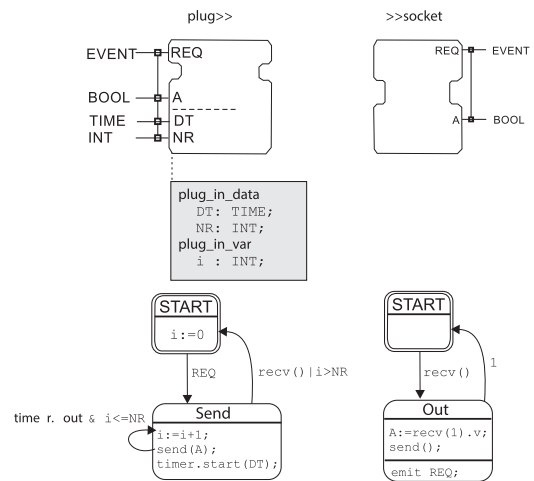 plug>>
>>socket
EVENT REQ
REQ EVENT
BOOL A
TIME DT
INT NR
A BOOL
plug_in_data
DT: TIME;
NR: INT;
plug_in_var
i : INT;
START
i:=0
REQ
recv()|i>NR
time r. out & i<=NR
Send
i:=i+1;
send(A);
timer.start(DT);
START
recv()
1
Out
A:=recv(1).v;
send();
emit REQ;